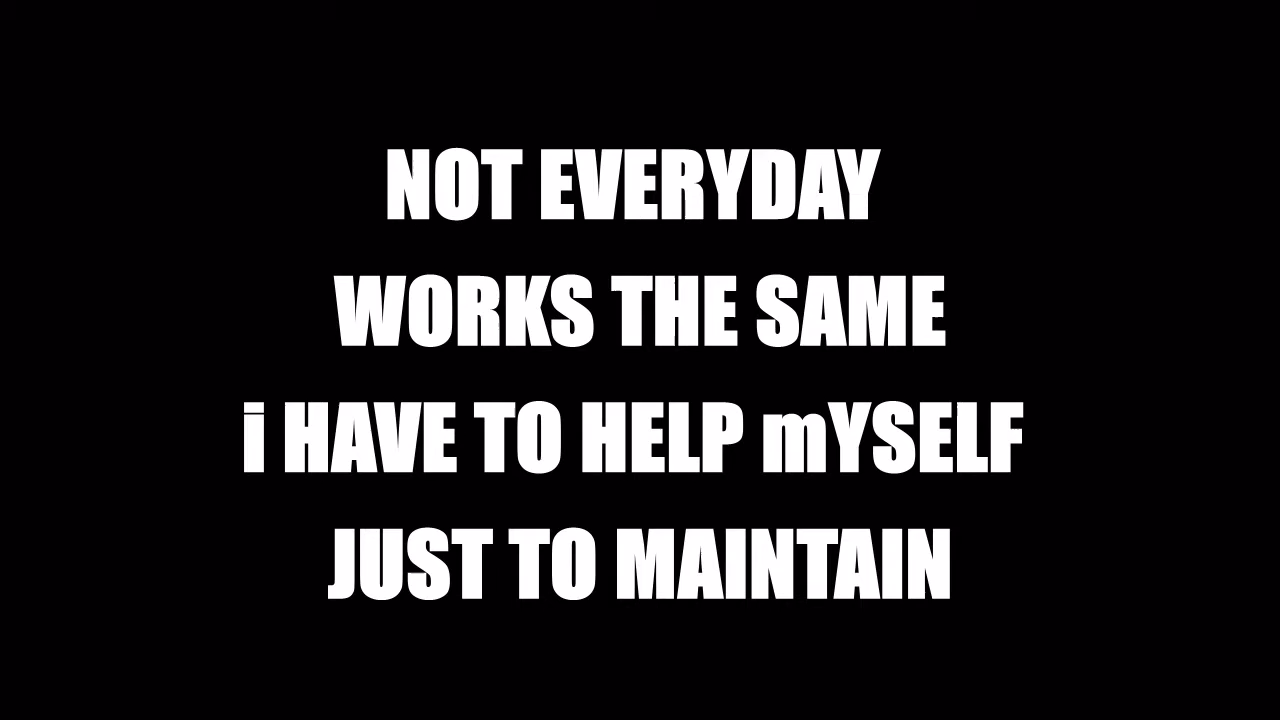 NOT EVERYDAY
WORKS THE SAME
i HAVE TO HELP mYSELF
JUST TO MAINTAIN